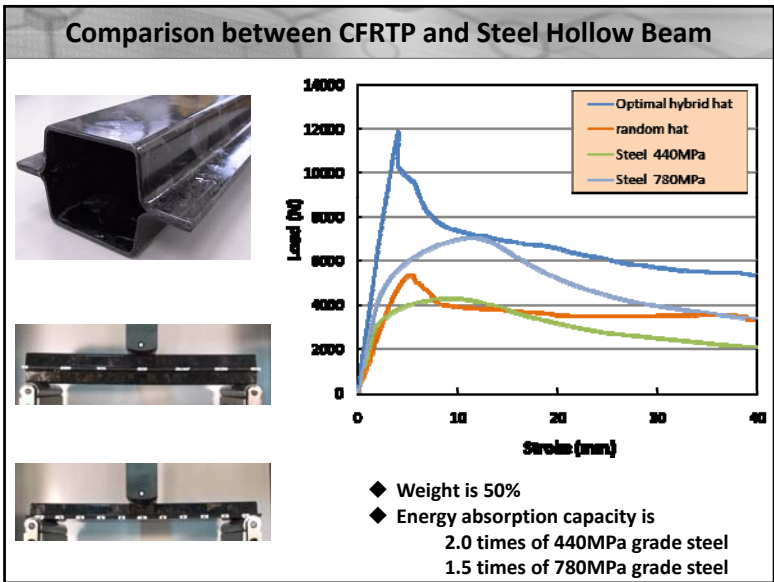 Comparison between CFRTP and Steel Hollow Beam
14000
12000
10000
8000
6000
4000
2000
0
Load (N)
Optimal hybrid hat
random hat
Steel 440MPa
Steel 780MPa
0 10 20 30 40
Stroke (mm)
◆ Weight is 50%
◆ Energy absorption capacity is
2.0 times of 440MPa grade steel
1.5 times of 780MPa grade steel